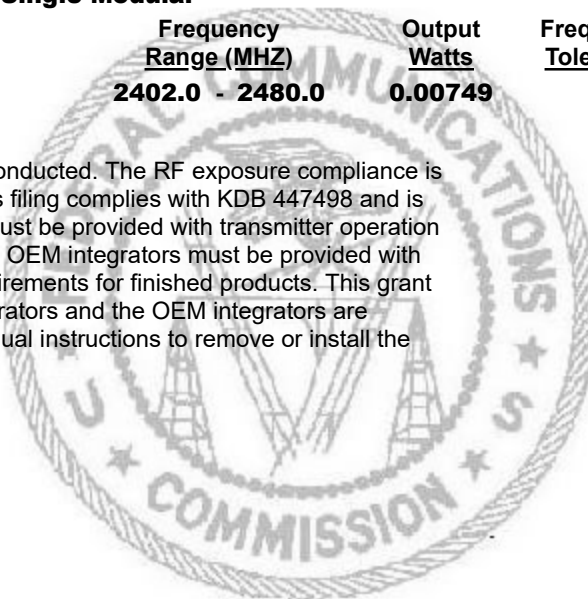 Single Modular
Frequency Output Freq
Range (MHZ) Watts Tole
2402.0 - 2480.0 0.00749
onducted. The RF exposure compliance is
s filing complies with KDB 447498 and is
ust be provided with transmitter operation
OEM integrators must be provided with
irements for finished products. This grant
rators and the OEM integrators are
ual instructions to remove or install the
FEDERAL COMMUNICATIONS
U S
COMMISSION